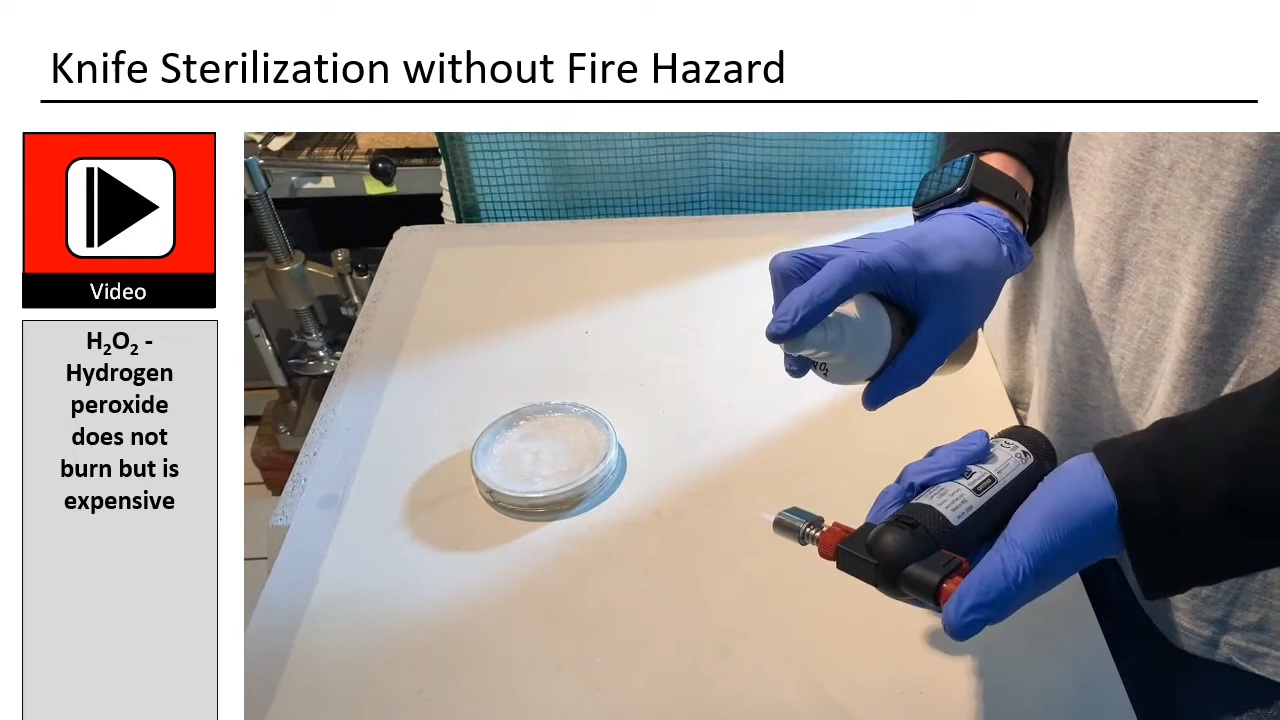 Knife Sterilization without Fire Hazard
Video
H₂O₂ -
Hydrogen
peroxide
does not
burn but is
expensive